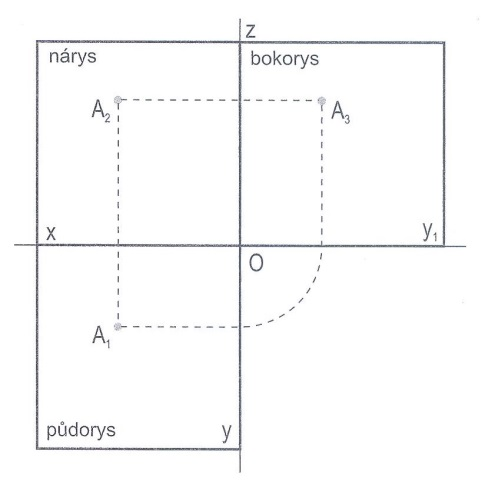 z
nárys
bokorys
A₂
A₃
x
y₁
O
A₁
půdorys
y